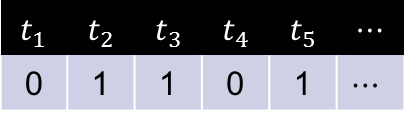 t₁ t₂ t₃ t₄ t₅ ⋯
0 1 1 0 1 ⋯